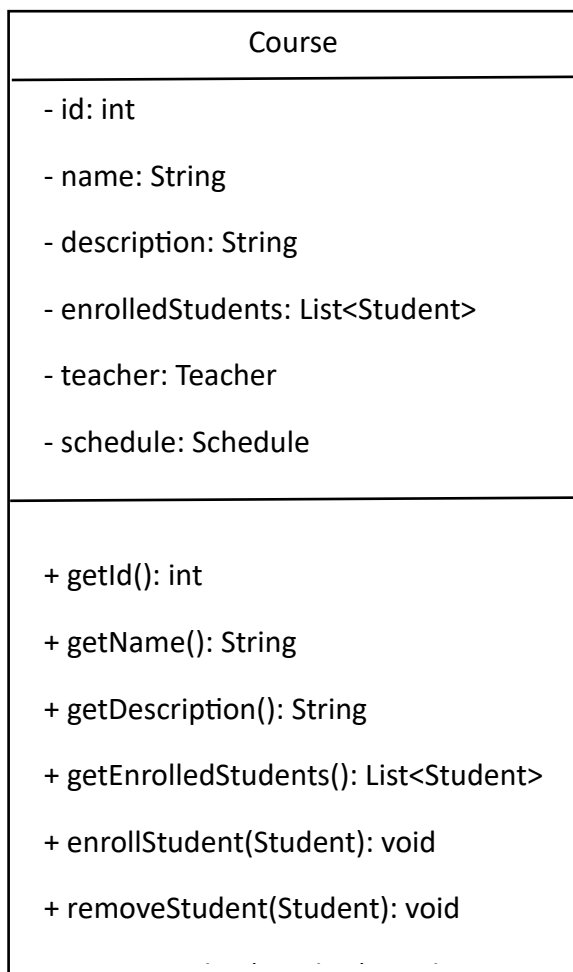 Course
- id: int
- name: String
- description: String
- enrolledStudents: List<Student>
- teacher: Teacher
- schedule: Schedule
+ getId(): int
+ getName(): String
+ getDescription(): String
+ getEnrolledStudents(): List<Student>
+ enrollStudent(Student): void
+ removeStudent(Student): void